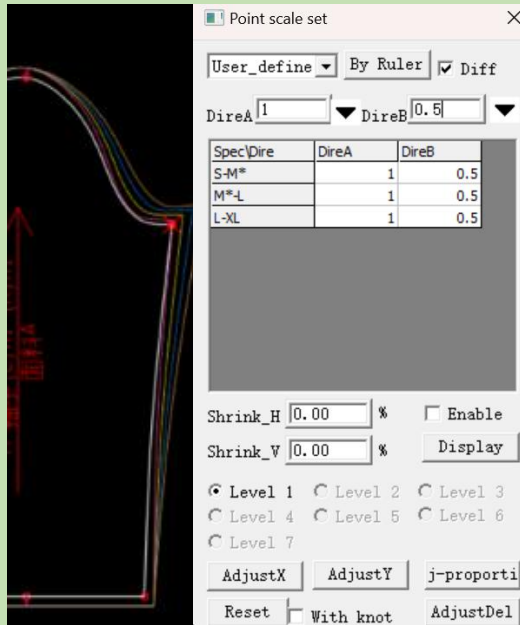 Point scale set
User_define By Ruler Diff
DireA 1 DireB 0.5
Spec\Dire DireA DireB
S-M* 1 0.5
M*-L 1 0.5
L-XL 1 0.5
Shrink_H 0.00 % Enable
Shrink_V 0.00 % Display
Level 1 Level 2 Level 3
Level 4 Level 5 Level 6
Level 7
AdjustX AdjustY j-proporti
Reset With knot AdjustDel